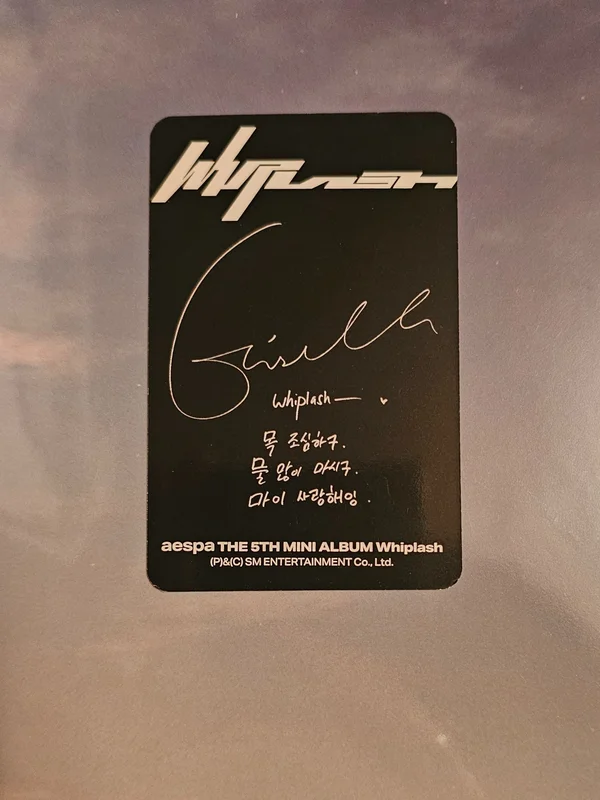 Whiplash
Giselle
Whiplash— ♥
목 조심하구.
물 많이 마시구.
마이 사랑해잉.
aespa THE 5TH MINI ALBUM Whiplash
(P)&(C) SM ENTERTAINMENT Co., Ltd.